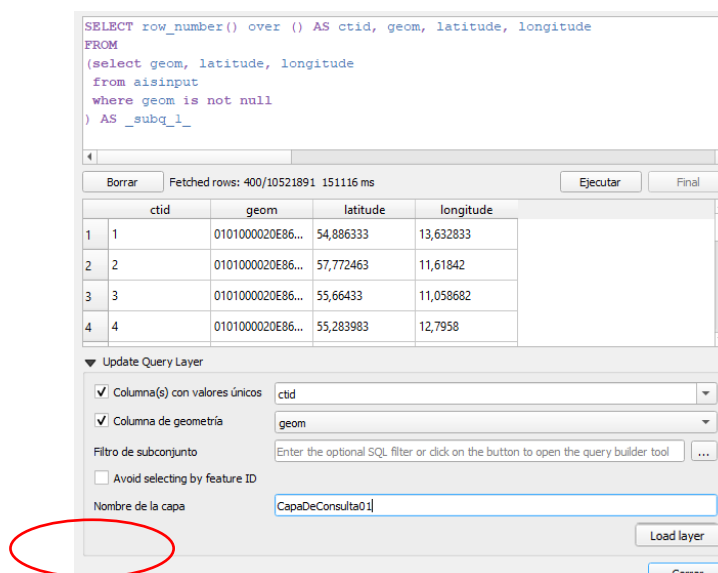 SELECT row_number() over () AS ctid, geom, latitude, longitude
FROM
(select geom, latitude, longitude
from aisinput
where geom is not null
) AS _subq_1_
Borrar Fetched rows: 400/10521891 151116 ms Ejecutar Final
ctid geom latitude longitude
1 1 0101000020E86... 54,886333 13,632833
2 2 0101000020E86... 57,772463 11,61842
3 3 0101000020E86... 55,66433 11,058682
4 4 0101000020E86... 55,283983 12,7958
Update Query Layer
Columna(s) con valores únicos ctid
Columna de geometría geom
Filtro de subconjunto Enter the optional SQL filter or click on the button to open the query builder tool ...
Avoid selecting by feature ID
Nombre de la capa CapaDeConsulta01
Load layer
Cerrar